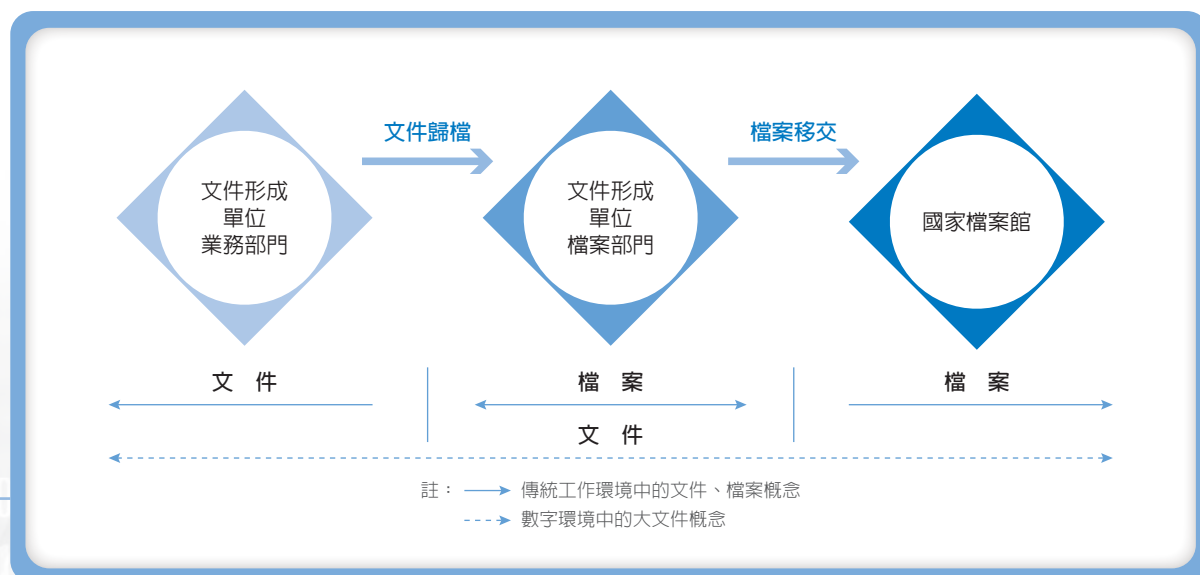 文件歸檔
檔案移交
文件形成
單位
業務部門
文件形成
單位
檔案部門
國家檔案館
文 件
檔 案
檔 案
文 件
註： 傳統工作環境中的文件、檔案概念
數字環境中的大文件概念